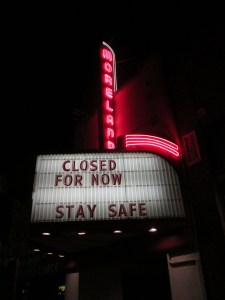 MORELAND
CLOSED
FOR NOW
STAY SAFE